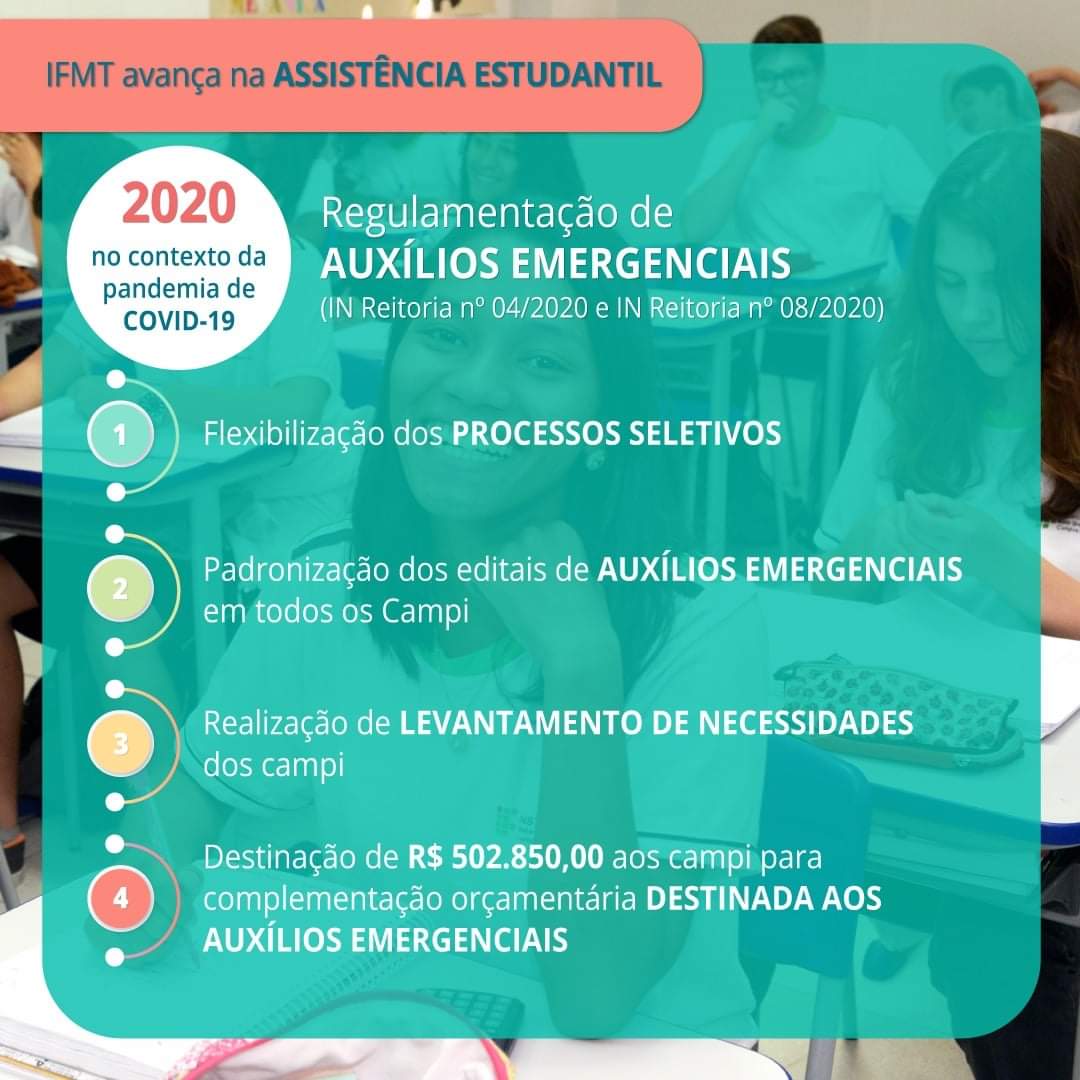 IFMT avança na ASSISTÊNCIA ESTUDANTIL
2020
no contexto da
pandemia de
COVID-19
Regulamentação de
AUXÍLIOS EMERGENCIAIS
(IN Reitoria nº 04/2020 e IN Reitoria nº 08/2020)
1
Flexibilização dos PROCESSOS SELETIVOS
2
Padronização dos editais de AUXÍLIOS EMERGENCIAIS
em todos os Campi
3
Realização de LEVANTAMENTO DE NECESSIDADES
dos campi
4
Destinação de R$ 502.850,00 aos campi para
complementação orçamentária DESTINADA AOS
AUXÍLIOS EMERGENCIAIS